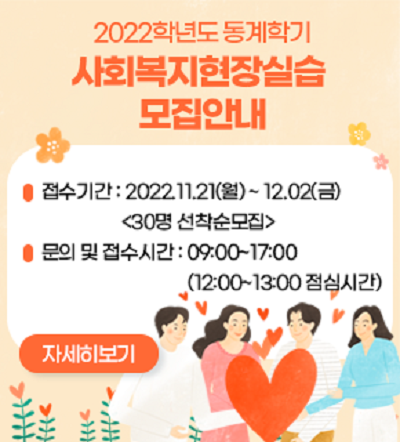 2022학년도 동계학기
사회복지현장실습
모집안내
접수기간 : 2022.11.21(월) ~ 12.02(금)
<30명 선착순모집>
문의 및 접수시간 : 09:00~17:00
(12:00~13:00 점심시간)
자세히보기